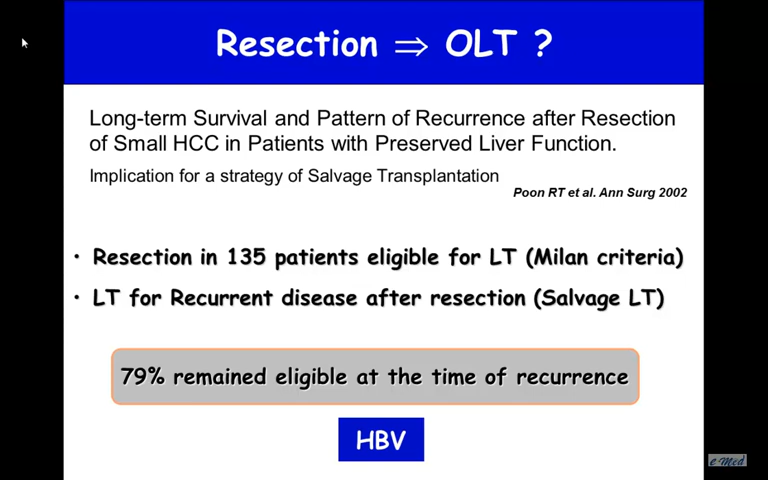 Resection ⇒ OLT ?
Long-term Survival and Pattern of Recurrence after Resection
of Small HCC in Patients with Preserved Liver Function.
Implication for a strategy of Salvage Transplantation
Poon RT et al. Ann Surg 2002
• Resection in 135 patients eligible for LT (Milan criteria)
• LT for Recurrent disease after resection (Salvage LT)
79% remained eligible at the time of recurrence
HBV
e-Med